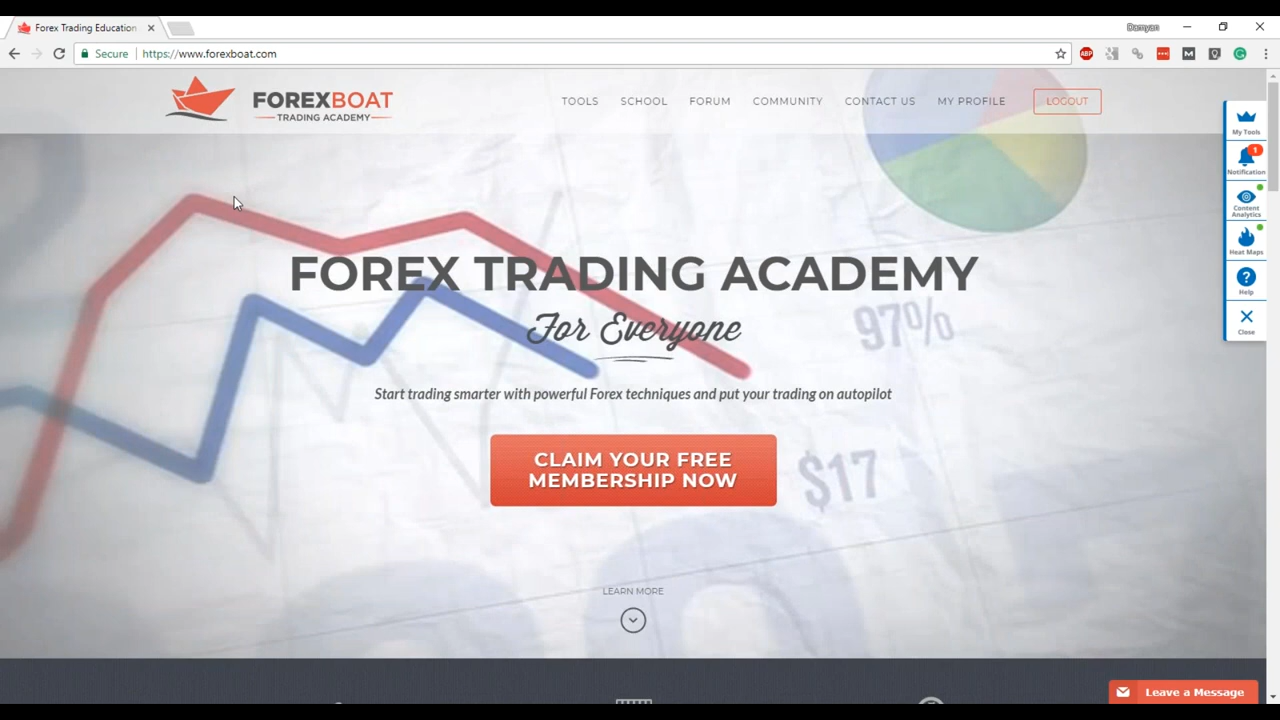 Forex Trading Education
Damyan
Secure
https://www.forexboat.com
ABP
FOREXBOAT
TRADING ACADEMY
TOOLS
SCHOOL
FORUM
COMMUNITY
CONTACT US
MY PROFILE
LOGOUT
My Tools
1
Notification
Content
Analytics
Heat Maps
?
Help
Close
FOREX TRADING ACADEMY
For Everyone
97%
Start trading smarter with powerful Forex techniques and put your trading on autopilot
CLAIM YOUR FREE
MEMBERSHIP NOW
$17
LEARN MORE
Leave a Message